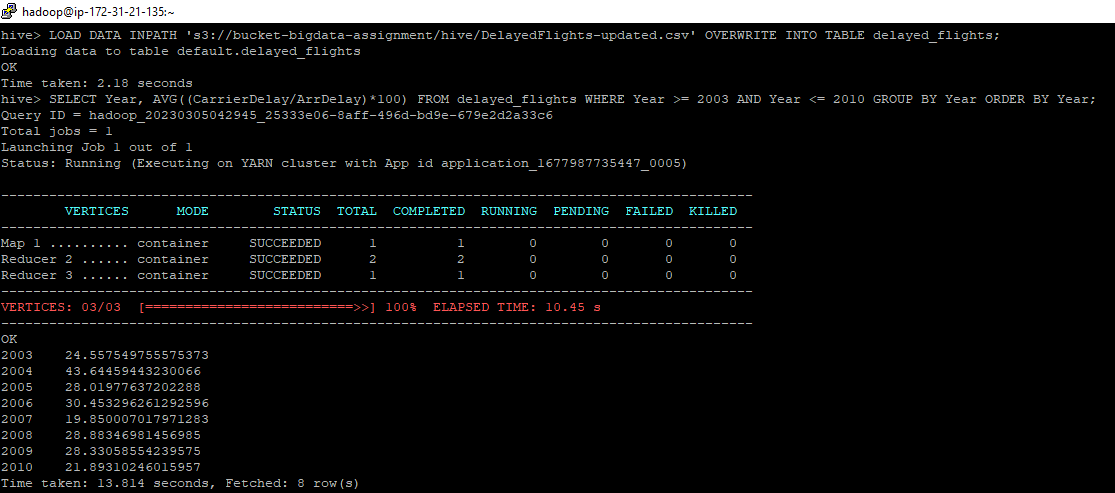 hadoop@ip-172-31-21-135:~
hive> LOAD DATA INPATH 's3://bucket-bigdata-assignment/hive/DelayedFlights-updated.csv' OVERWRITE INTO TABLE delayed_flights;
Loading data to table default.delayed_flights
OK
Time taken: 2.18 seconds
hive> SELECT Year, AVG((CarrierDelay/ArrDelay)*100) FROM delayed_flights WHERE Year >= 2003 AND Year <= 2010 GROUP BY Year ORDER BY Year;
Query ID = hadoop_20230305042945_25333e06-8aff-496d-bd9e-679e2d2a33c6
Total jobs = 1
Launching Job 1 out of 1
Status: Running (Executing on YARN cluster with App id application_1677987735447_0005)
----------------------------------------------------------------------------------------------
        VERTICES      MODE        STATUS  TOTAL  COMPLETED  RUNNING  PENDING  FAILED  KILLED
----------------------------------------------------------------------------------------------
Map 1 .......... container     SUCCEEDED      1          1        0        0       0       0
Reducer 2 ...... container     SUCCEEDED      2          2        0        0       0       0
Reducer 3 ...... container     SUCCEEDED      1          1        0        0       0       0
----------------------------------------------------------------------------------------------
VERTICES: 03/03  [==========================>>] 100%  ELAPSED TIME: 10.45 s
----------------------------------------------------------------------------------------------
OK
2003    24.557549755575373
2004    43.64459443230066
2005    28.01977637202288
2006    30.453296261292596
2007    19.850007017971283
2008    28.88346981456985
2009    28.33058554239575
2010    21.89310246015957
Time taken: 13.814 seconds, Fetched: 8 row(s)